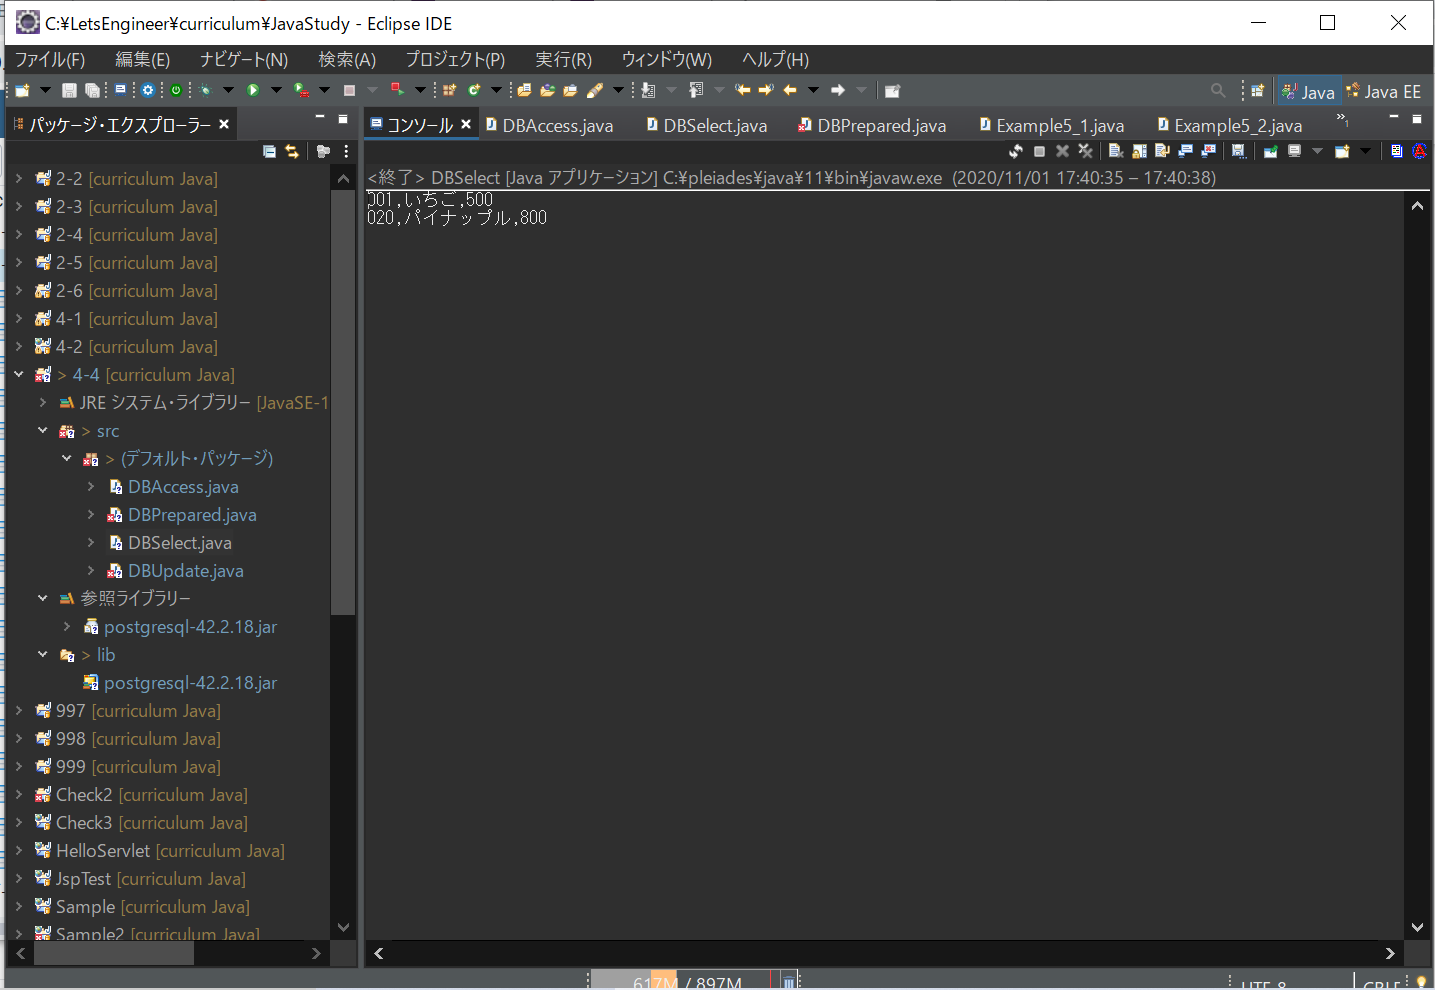 C:¥LetsEngineer¥curriculum¥JavaStudy - Eclipse IDE
ファイル(F) 編集(E) ナビゲート(N) 検索(A) プロジェクト(P) 実行(R) ウィンドウ(W) ヘルプ(H)
Java Java EE
パッケージ・エクスプローラー コンソール DBAccess.java DBSelect.java DBPrepared.java Example5_1.java Example5_2.java »1
<終了> DBSelect [Java アプリケーション] C:¥pleiades¥java¥11¥bin¥javaw.exe (2020/11/01 17:40:35 – 17:40:38)
001,いちご,500
020,パイナップル,800
2-2 [curriculum Java]
2-3 [curriculum Java]
2-4 [curriculum Java]
2-5 [curriculum Java]
2-6 [curriculum Java]
4-1 [curriculum Java]
4-2 [curriculum Java]
> 4-4 [curriculum Java]
JRE システム・ライブラリー [JavaSE-1
> src
> (デフォルト・パッケージ)
DBAccess.java
DBPrepared.java
DBSelect.java
DBUpdate.java
参照ライブラリー
postgresql-42.2.18.jar
> lib
postgresql-42.2.18.jar
997 [curriculum Java]
998 [curriculum Java]
999 [curriculum Java]
Check2 [curriculum Java]
Check3 [curriculum Java]
HelloServlet [curriculum Java]
JspTest [curriculum Java]
Sample [curriculum Java]
Sample2 [curriculum Java]
617M / 897M UTF-8 CRLF